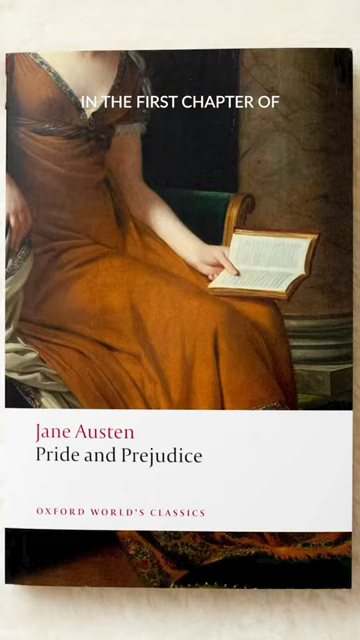 IN THE FIRST CHAPTER OF
Jane Austen
Pride and Prejudice
OXFORD WORLD'S CLASSICS